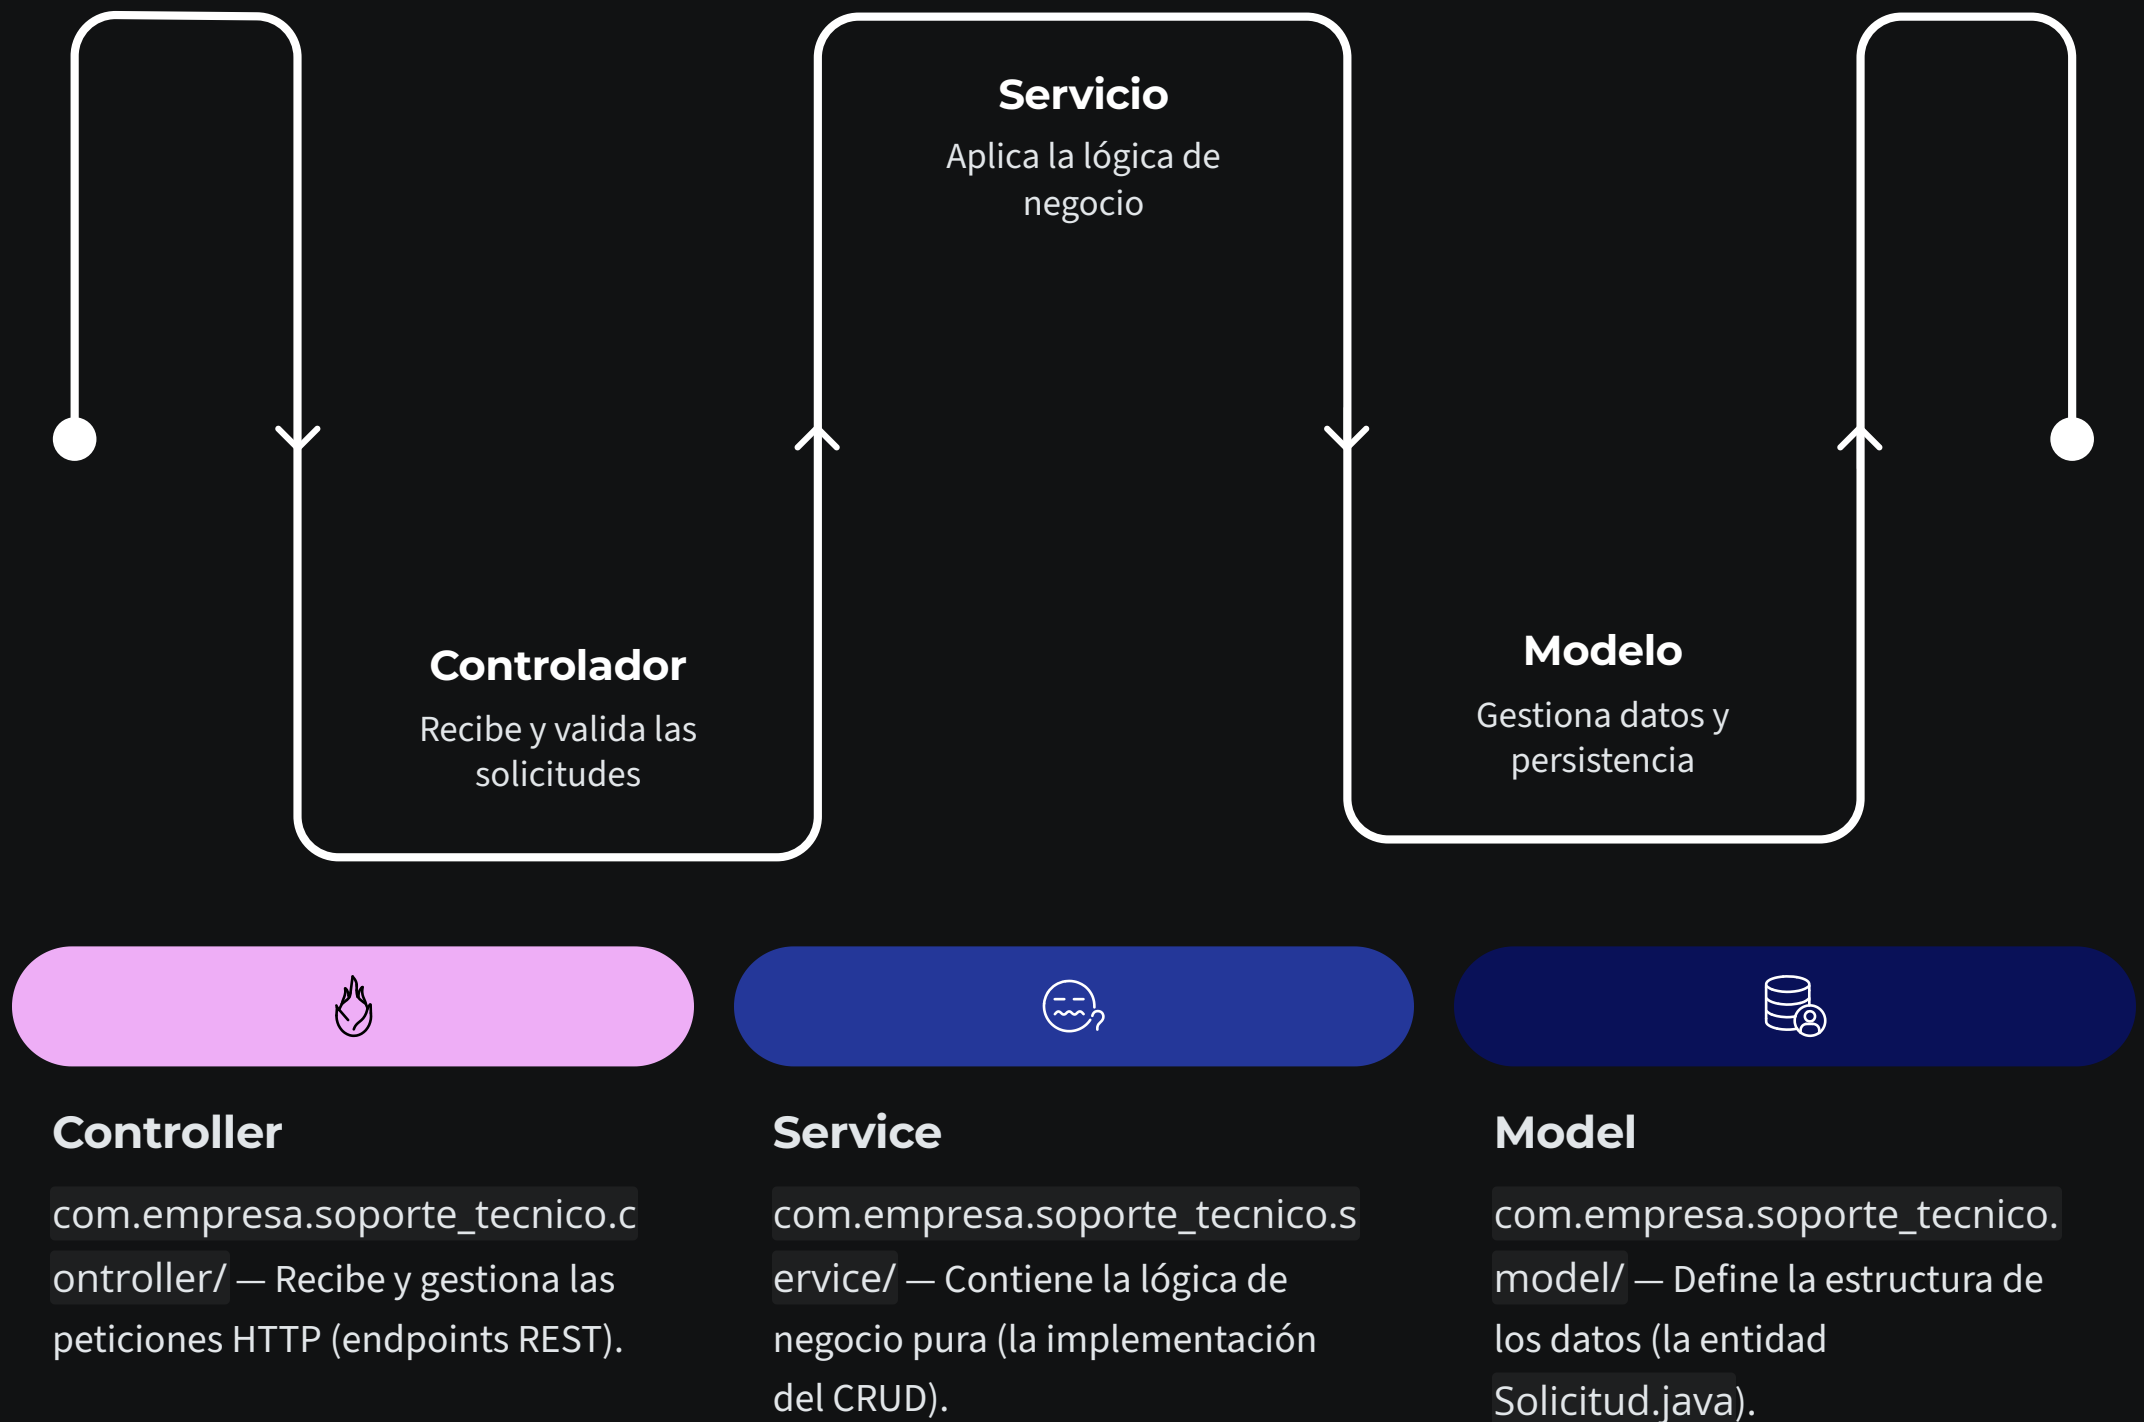 Servicio
Aplica la lógica de
negocio
Controlador
Recibe y valida las
solicitudes
Modelo
Gestiona datos y
persistencia
Controller
com.empresa.soporte_tecnico.c
ontroller/ — Recibe y gestiona las
peticiones HTTP (endpoints REST).
Service
com.empresa.soporte_tecnico.s
ervice/ — Contiene la lógica de
negocio pura (la implementación
del CRUD).
Model
com.empresa.soporte_tecnico.
model/ — Define la estructura de
los datos (la entidad
Solicitud.java).